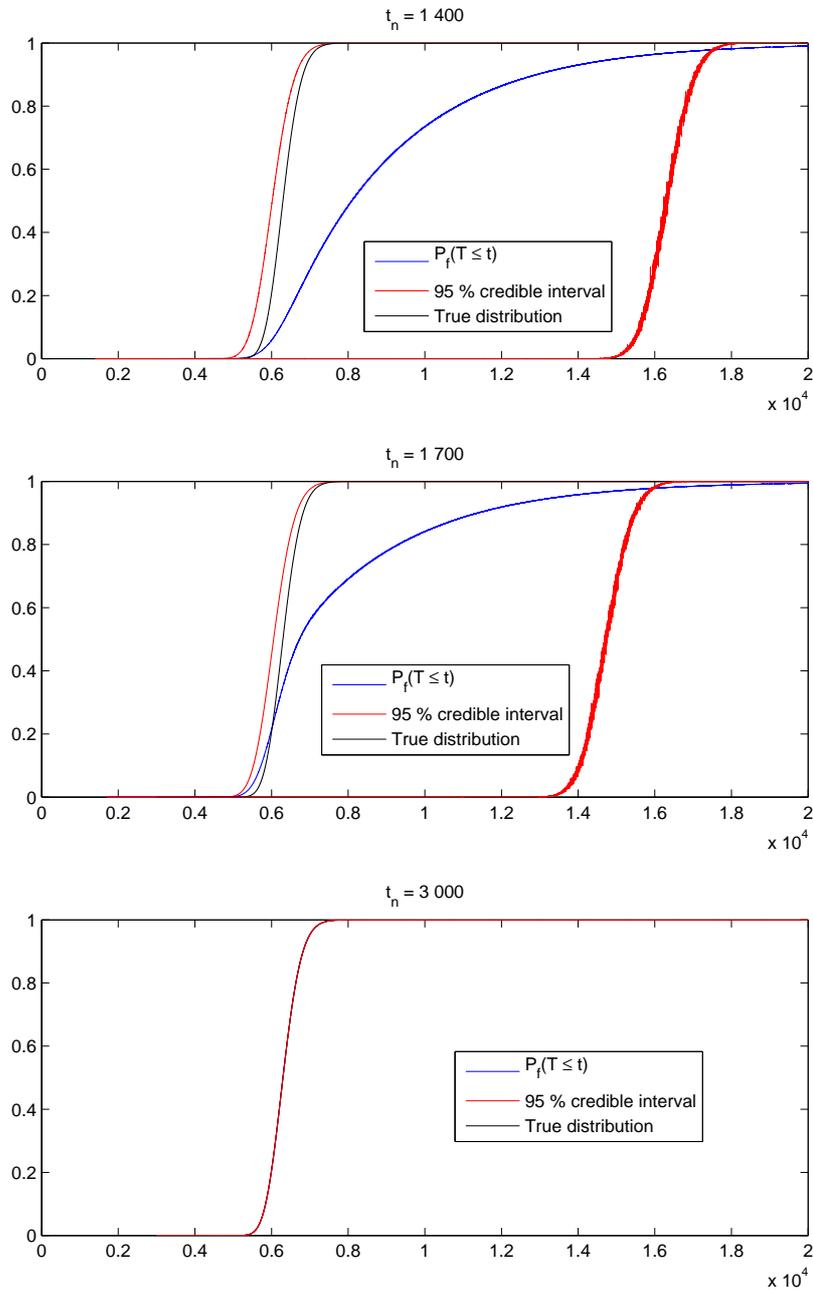 t_n = 1 400
1
0.8
0.6
0.4
0.2
0
P_f(T ≤ t)
95 % credible interval
True distribution
0 0.2 0.4 0.6 0.8 1 1.2 1.4 1.6 1.8 2
x 10^4
t_n = 1 700
1
0.8
0.6
0.4
0.2
0
P_f(T ≤ t)
95 % credible interval
True distribution
0 0.2 0.4 0.6 0.8 1 1.2 1.4 1.6 1.8 2
x 10^4
t_n = 3 000
1
0.8
0.6
0.4
0.2
0
P_f(T ≤ t)
95 % credible interval
True distribution
0 0.2 0.4 0.6 0.8 1 1.2 1.4 1.6 1.8 2
x 10^4